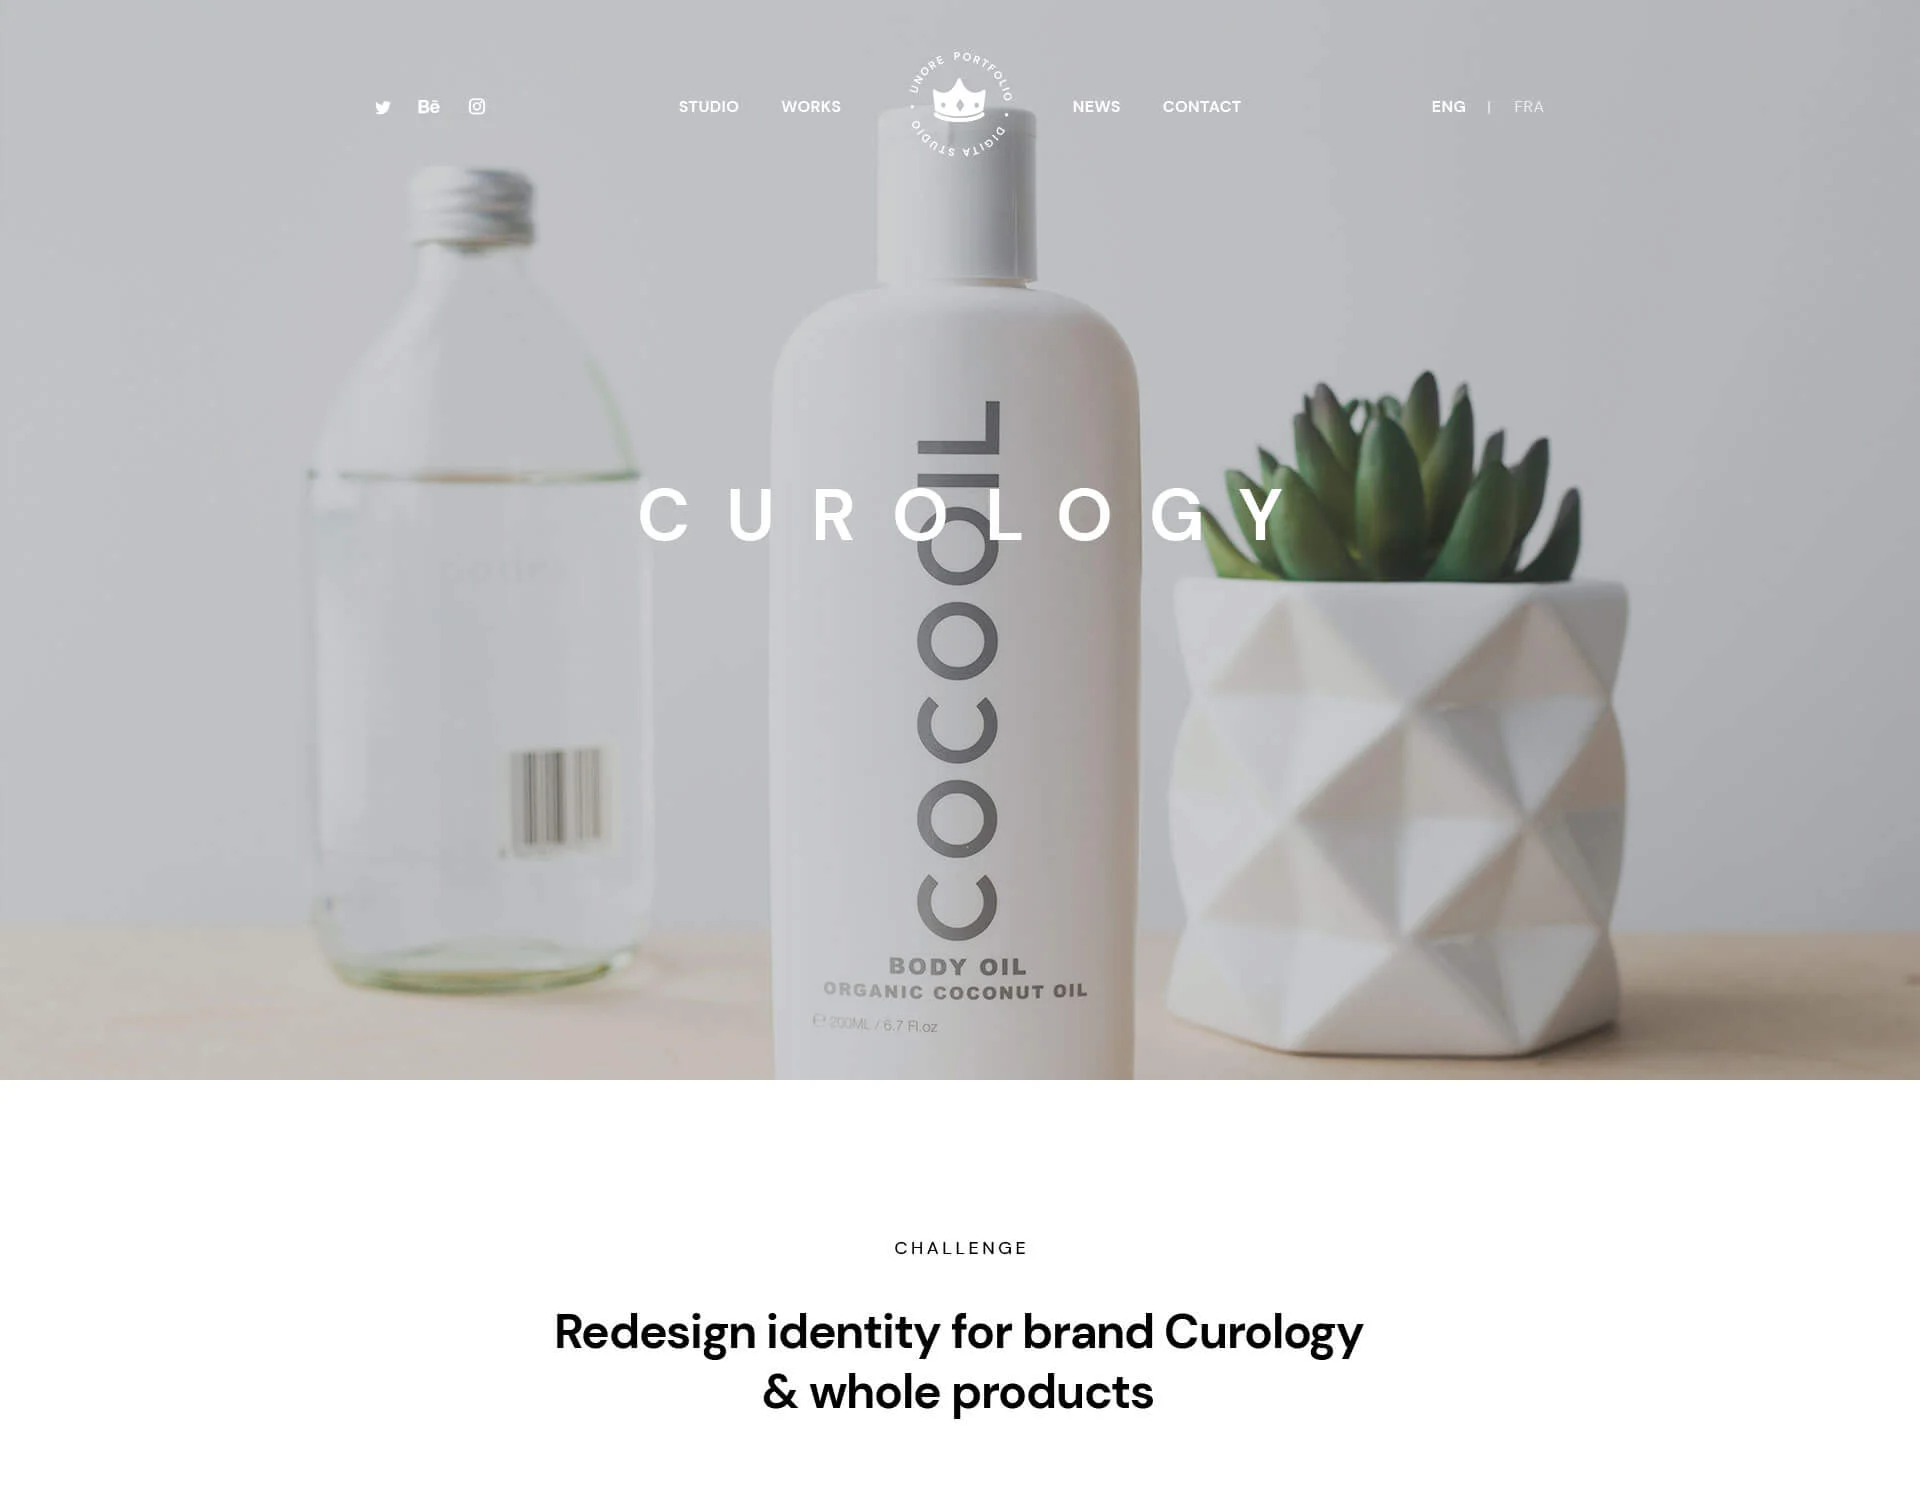 Bē
STUDIO
WORKS
UNORE PORTFOLIO • DIGITA STUDIO •
NEWS
CONTACT
ENG | FRA
CUROLOGY
COCOOIL
BODY OIL
ORGANIC COCONUT OIL
℮ 200ML / 6.7 Fl.oz
CHALLENGE
Redesign identity for brand Curology
& whole products